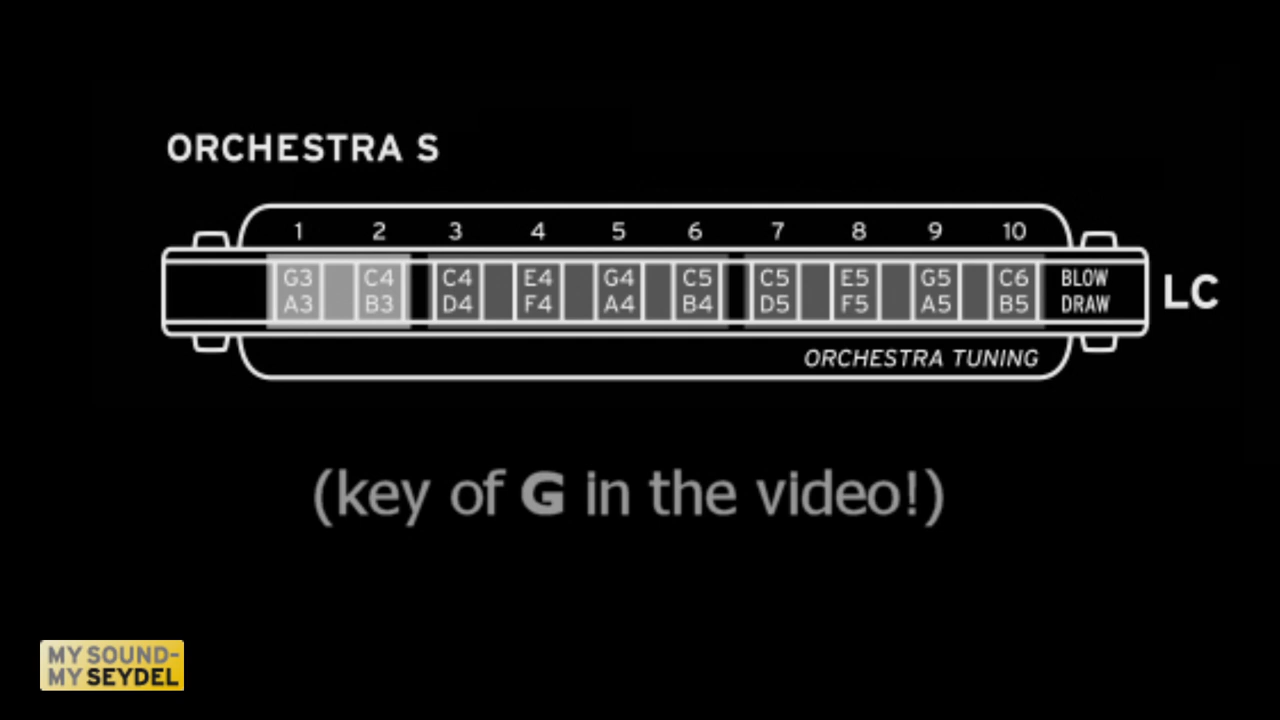 ORCHESTRA S
1 2 3 4 5 6 7 8 9 10
G3 C4 C4 E4 G4 C5 C5 E5 G5 C6 BLOW
A3 B3 D4 F4 A4 B4 D5 F5 A5 B5 DRAW
LC
ORCHESTRA TUNING
(key of G in the video!)
MY SOUND-
MY SEYDEL